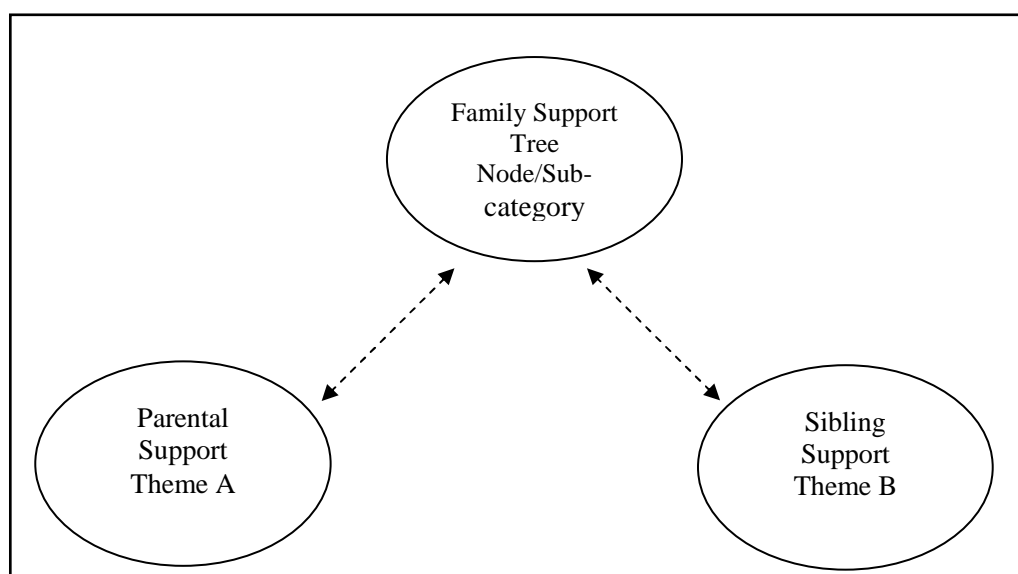 Family Support
Tree
Node/Sub-
category
Parental
Support
Theme A
Sibling
Support
Theme B